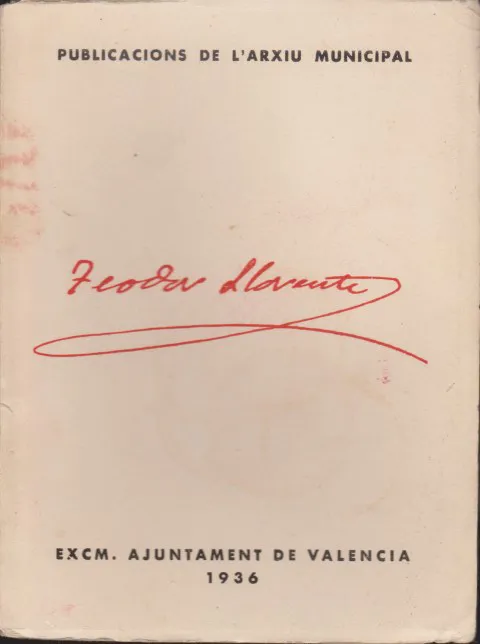 PUBLICACIONS DE L'ARXIU MUNICIPAL
Teodor Llorente
EXCM. AJUNTAMENT DE VALENCIA
1936